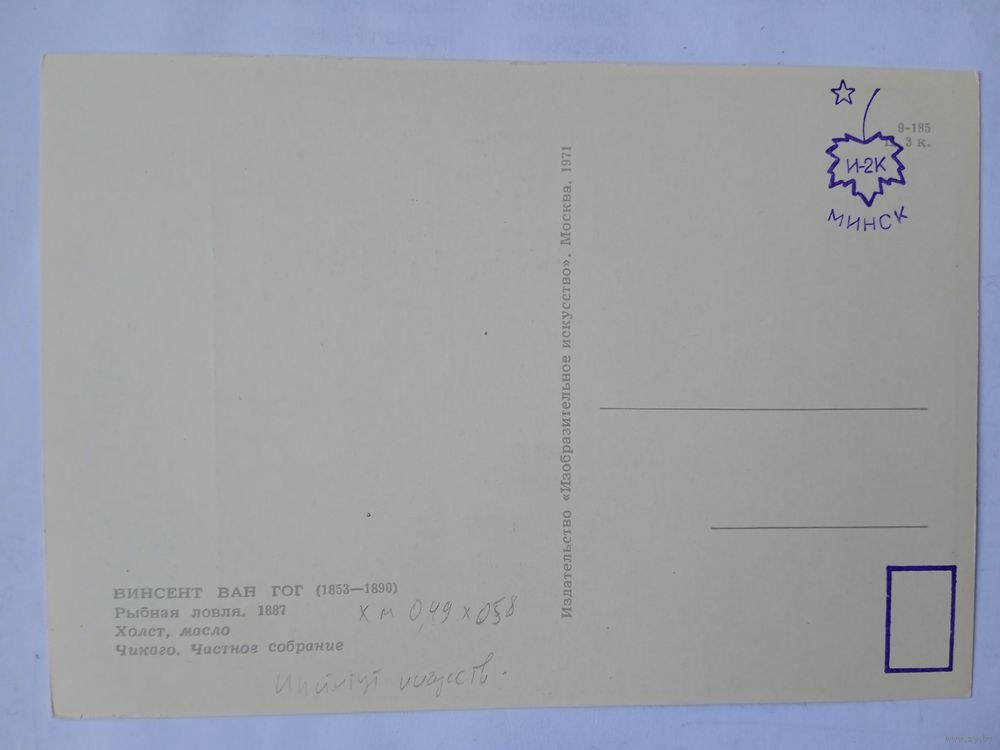 9-185
3 к.
И-2К
МИНСК
Издательство «Изобразительное искусство». Москва. 1971
ВИНСЕНТ ВАН ГОГ (1853—1890)
Рыбная ловля. 1887
х м 0,49 х 0,58
Холст, масло
Чикаго. Частное собрание
Институт искусств.